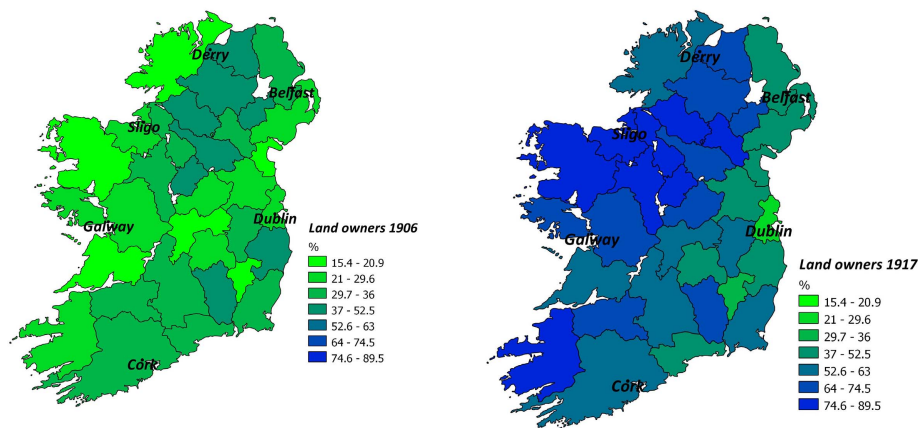 Derry
Belfast
Sligo
Galway
Dublin
Cork
Land owners 1906
%
15.4 - 20.9
21 - 29.6
29.7 - 36
37 - 52.5
52.6 - 63
64 - 74.5
74.6 - 89.5
Derry
Belfast
Sligo
Galway
Dublin
Cork
Land owners 1917
%
15.4 - 20.9
21 - 29.6
29.7 - 36
37 - 52.5
52.6 - 63
64 - 74.5
74.6 - 89.5